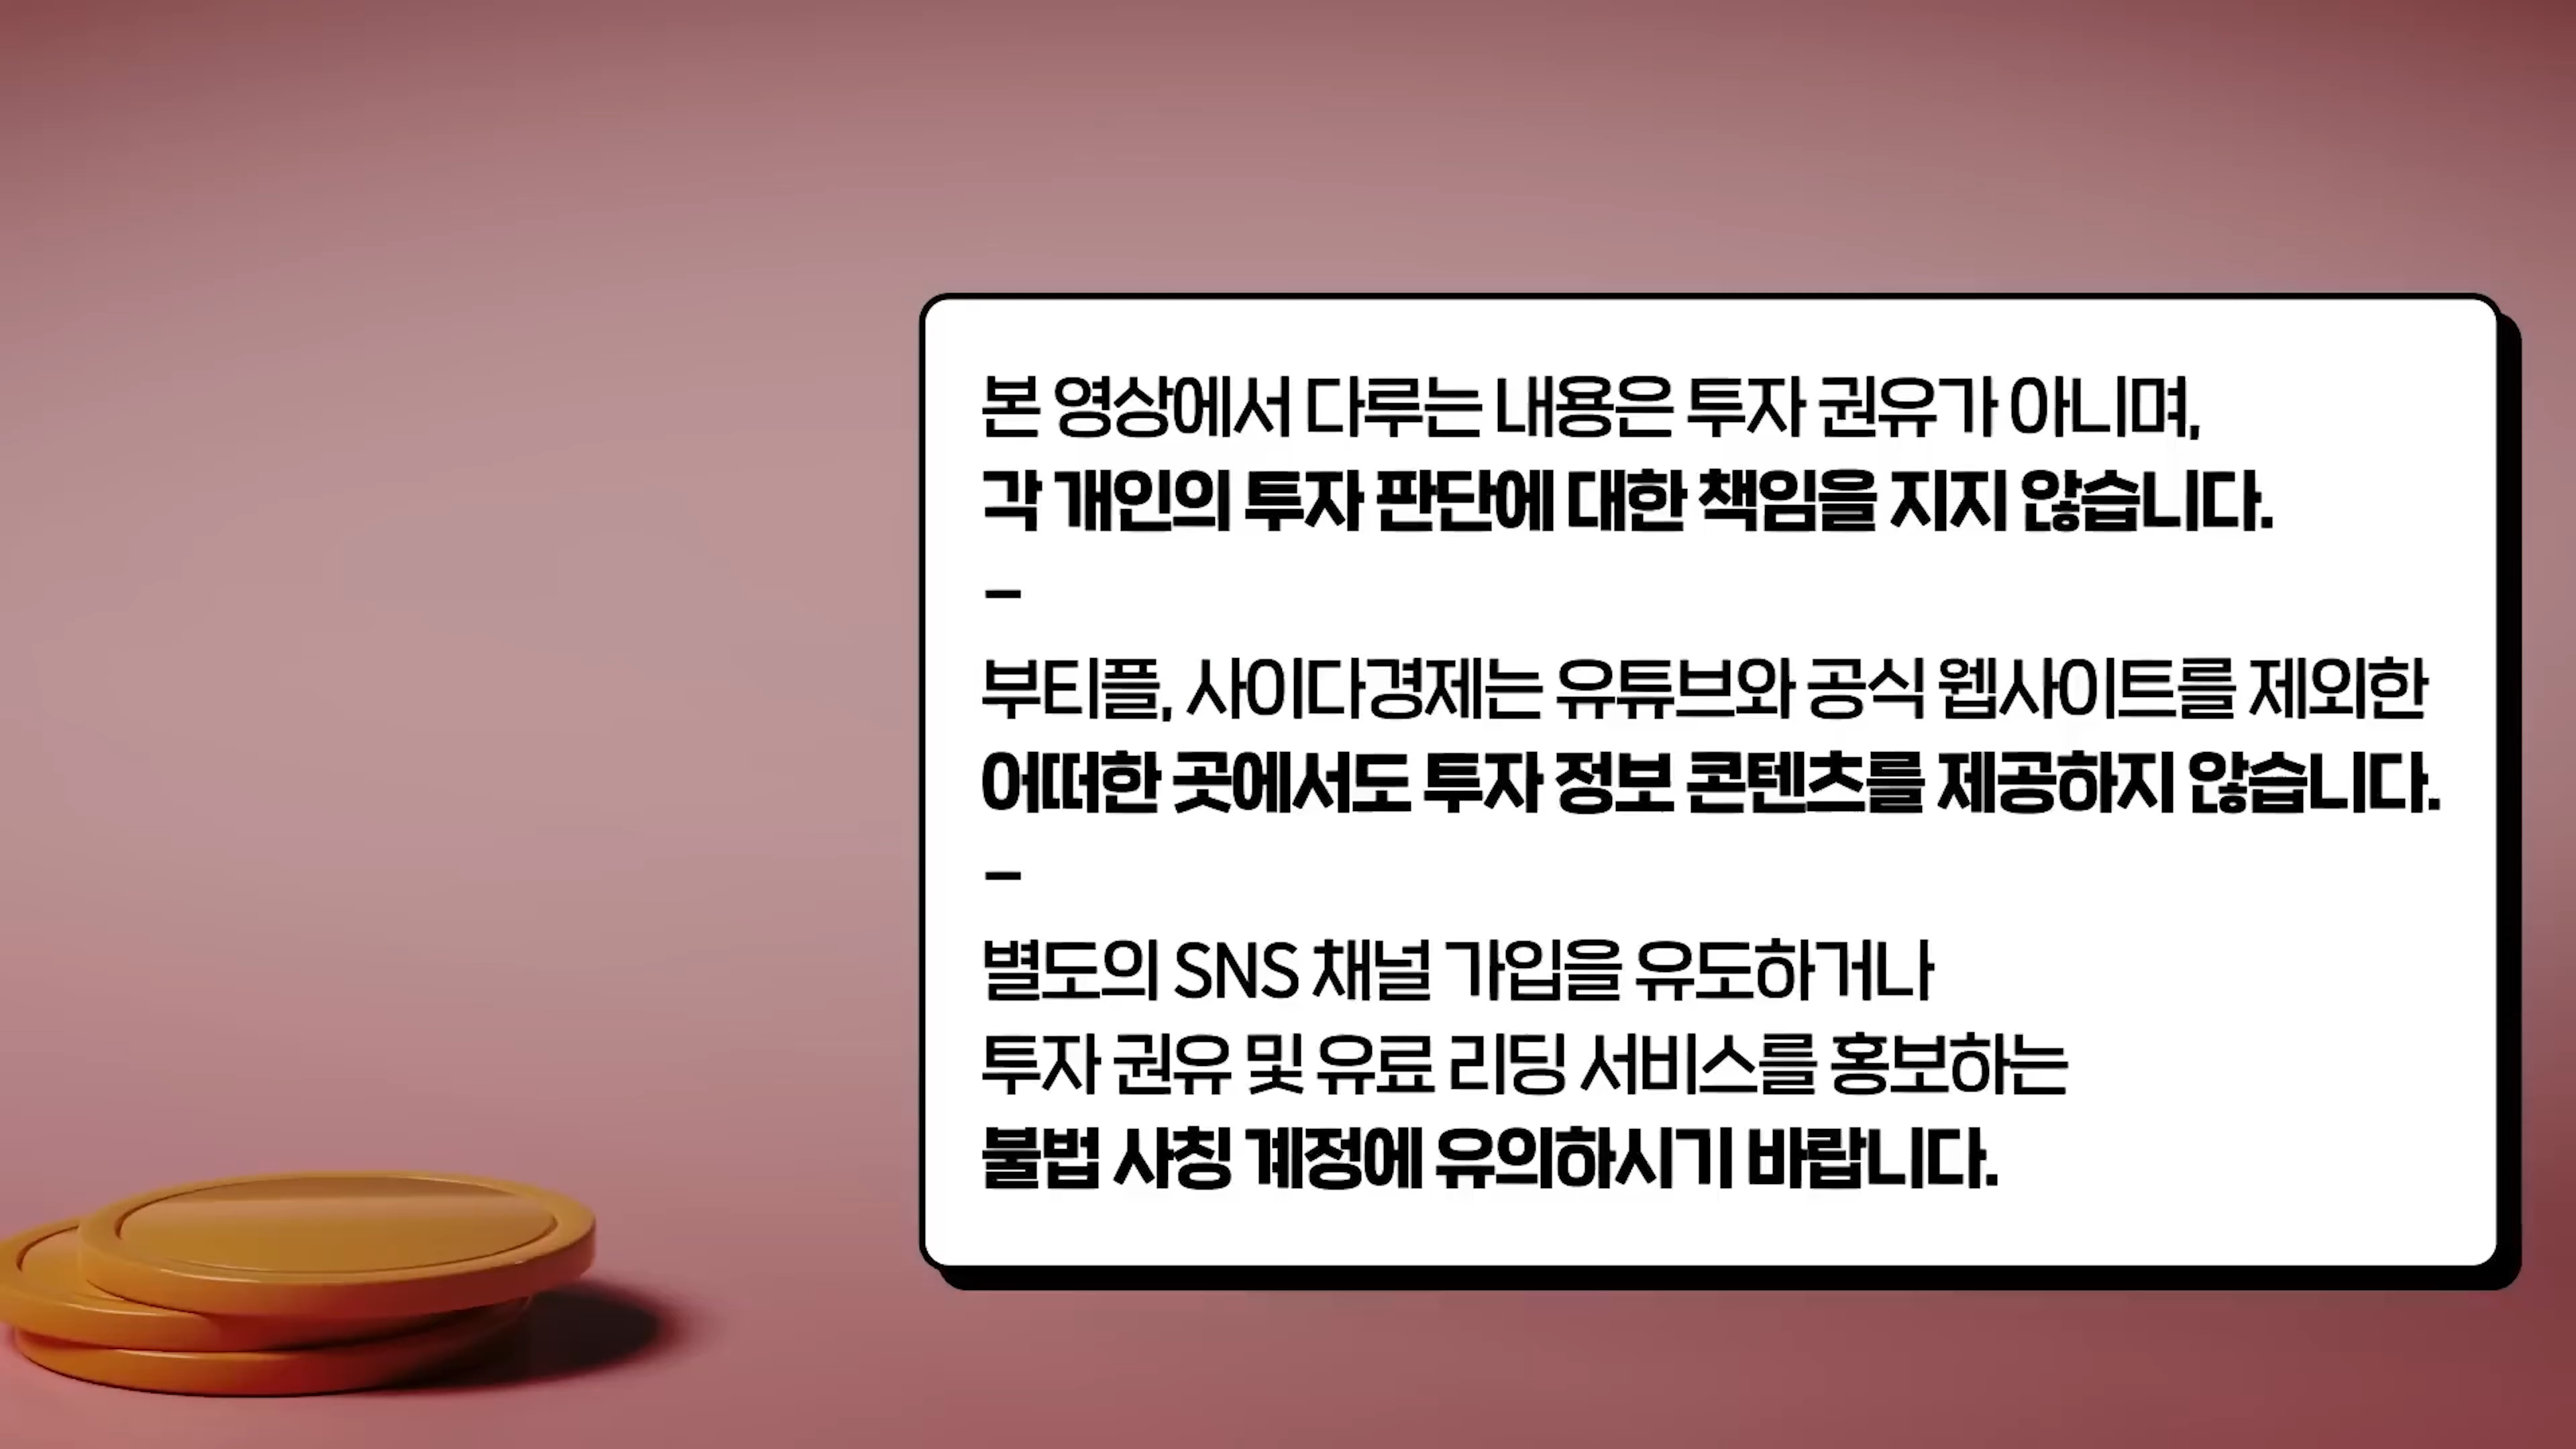 본 영상에서 다루는 내용은 투자 권유가 아니며,
각 개인의 투자 판단에 대한 책임을 지지 않습니다.
–
부티플, 사이다경제는 유튜브와 공식 웹사이트를 제외한
어떠한 곳에서도 투자 정보 콘텐츠를 제공하지 않습니다.
–
별도의 SNS 채널 가입을 유도하거나
투자 권유 및 유료 리딩 서비스를 홍보하는
불법 사칭 계정에 유의하시기 바랍니다.